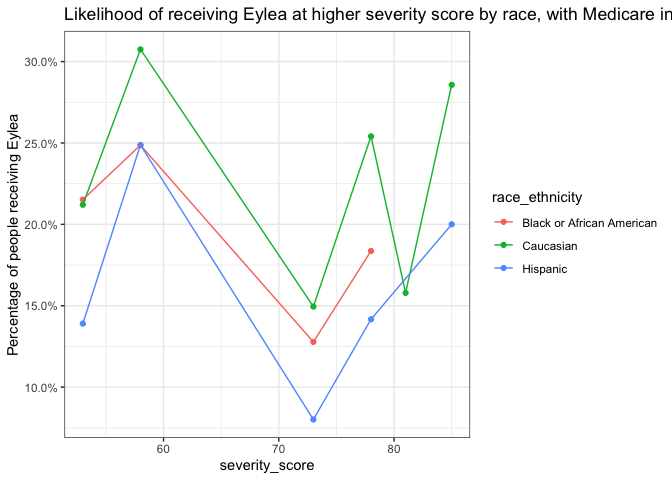 Likelihood of receiving Eylea at higher severity score by race, with Medicare in
Percentage of people receiving Eylea
30.0%
25.0%
20.0%
15.0%
10.0%
60
70
80
severity_score
race_ethnicity
Black or African American
Caucasian
Hispanic